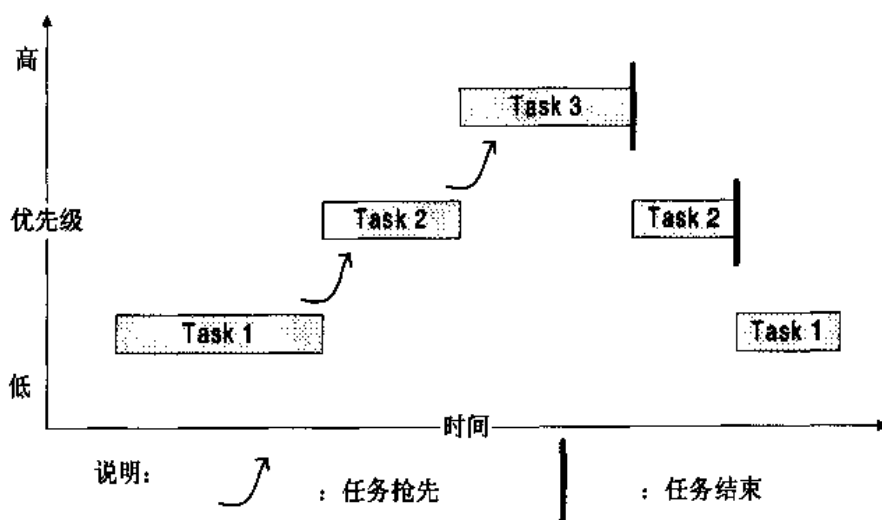 高
Task 3
优先级
Task 2
Task 2
Task 1
Task 1
低
时间
说明：
：任务抢先
：任务结束